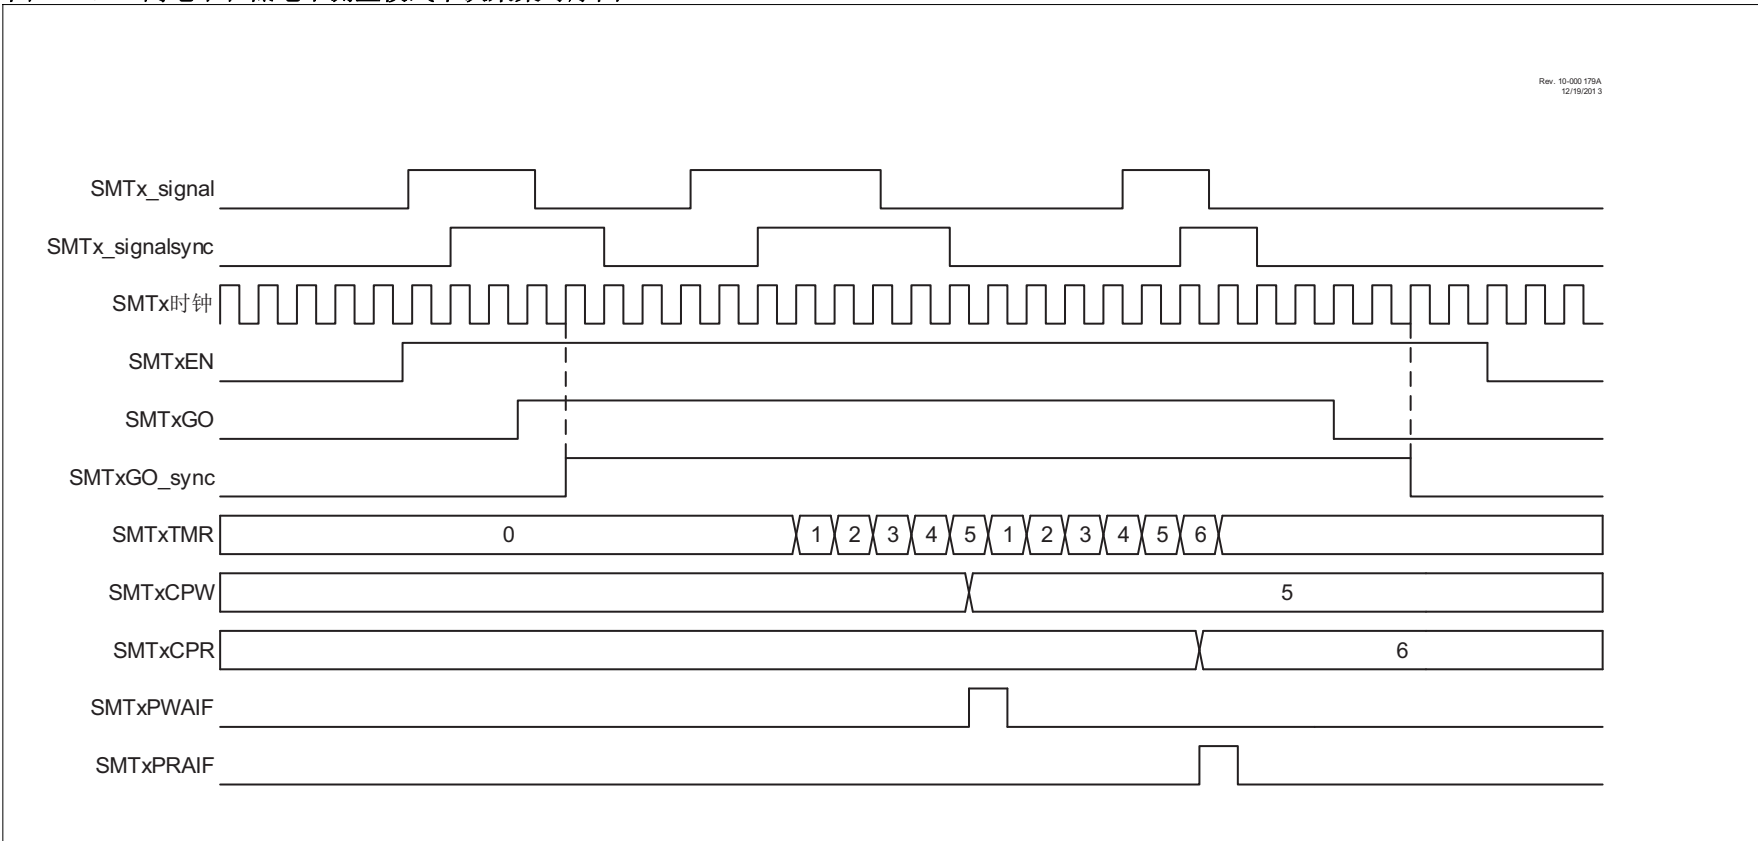 Rev. 10-000 179A
12/19/201 3
SMTx_signal
SMTx_signalsync
SMTx时钟
SMTxEN
SMTxGO
SMTxGO_sync
SMTxTMR 0 1 2 3 4 5 1 2 3 4 5 6
SMTxCPW 5
SMTxCPR 6
SMTxPWAIF
SMTxPRAIF